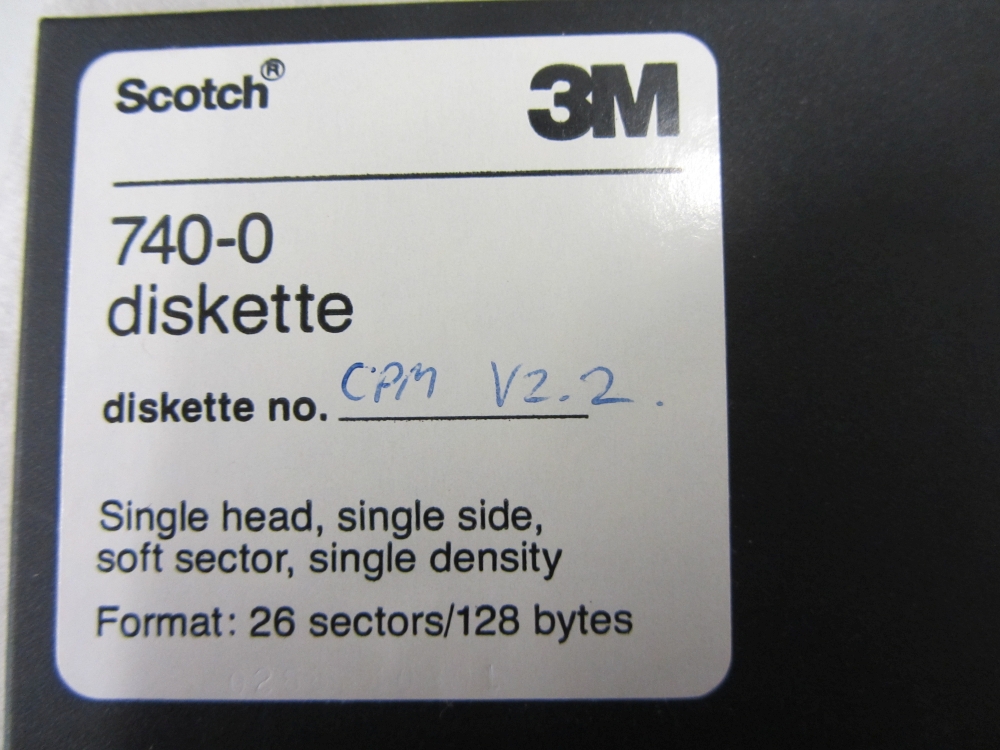 Scotch® 3M
740-0
diskette
diskette no. CPM V2.2.
Single head, single side,
soft sector, single density
Format: 26 sectors/128 bytes